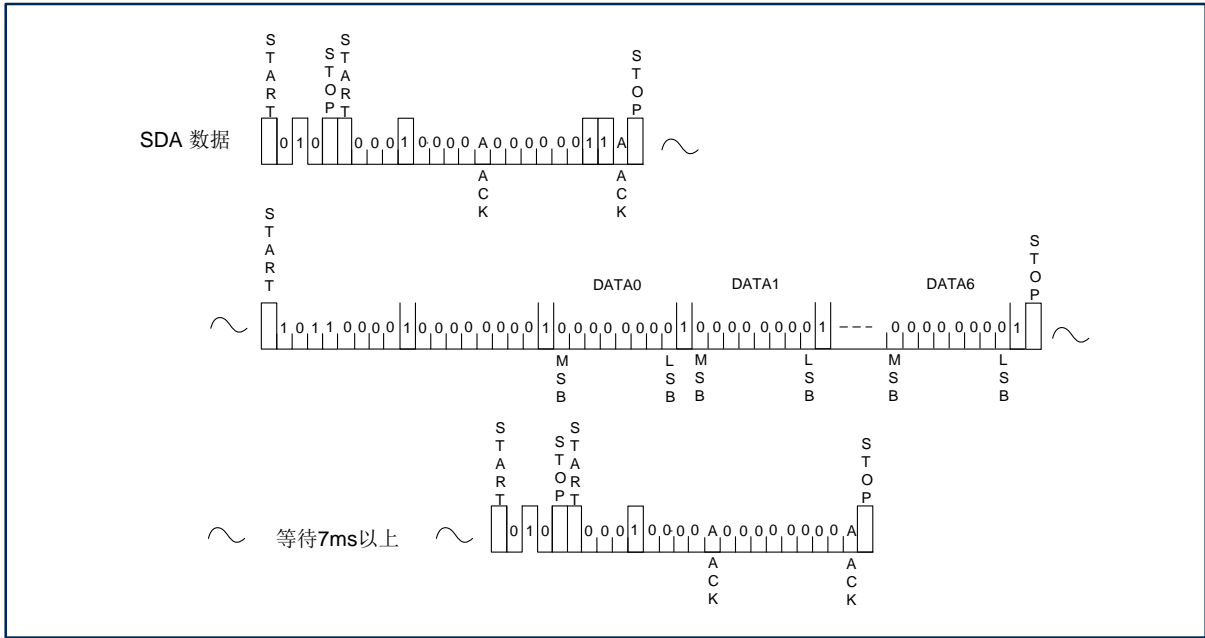 START
STOP
START
STOP
SDA 数据
0 1 0 0 0 0 1 0 0 0 0 A 0 0 0 0 0 0 1 1 A
ACK
ACK
START
STOP
DATA0 DATA1 DATA6
1 0 1 1 0 0 0 0 1 0 0 0 0 0 0 0 0 1 0 0 0 0 0 0 0 0 1 0 0 0 0 0 0 0 0 1 --- 0 0 0 0 0 0 0 0 1
MSB LSB MSB LSB MSB LSB
START
STOP
START
STOP
等待7ms以上
0 1 0 0 0 0 1 0 0 0 0 A 0 0 0 0 0 0 0 0 A
ACK
ACK